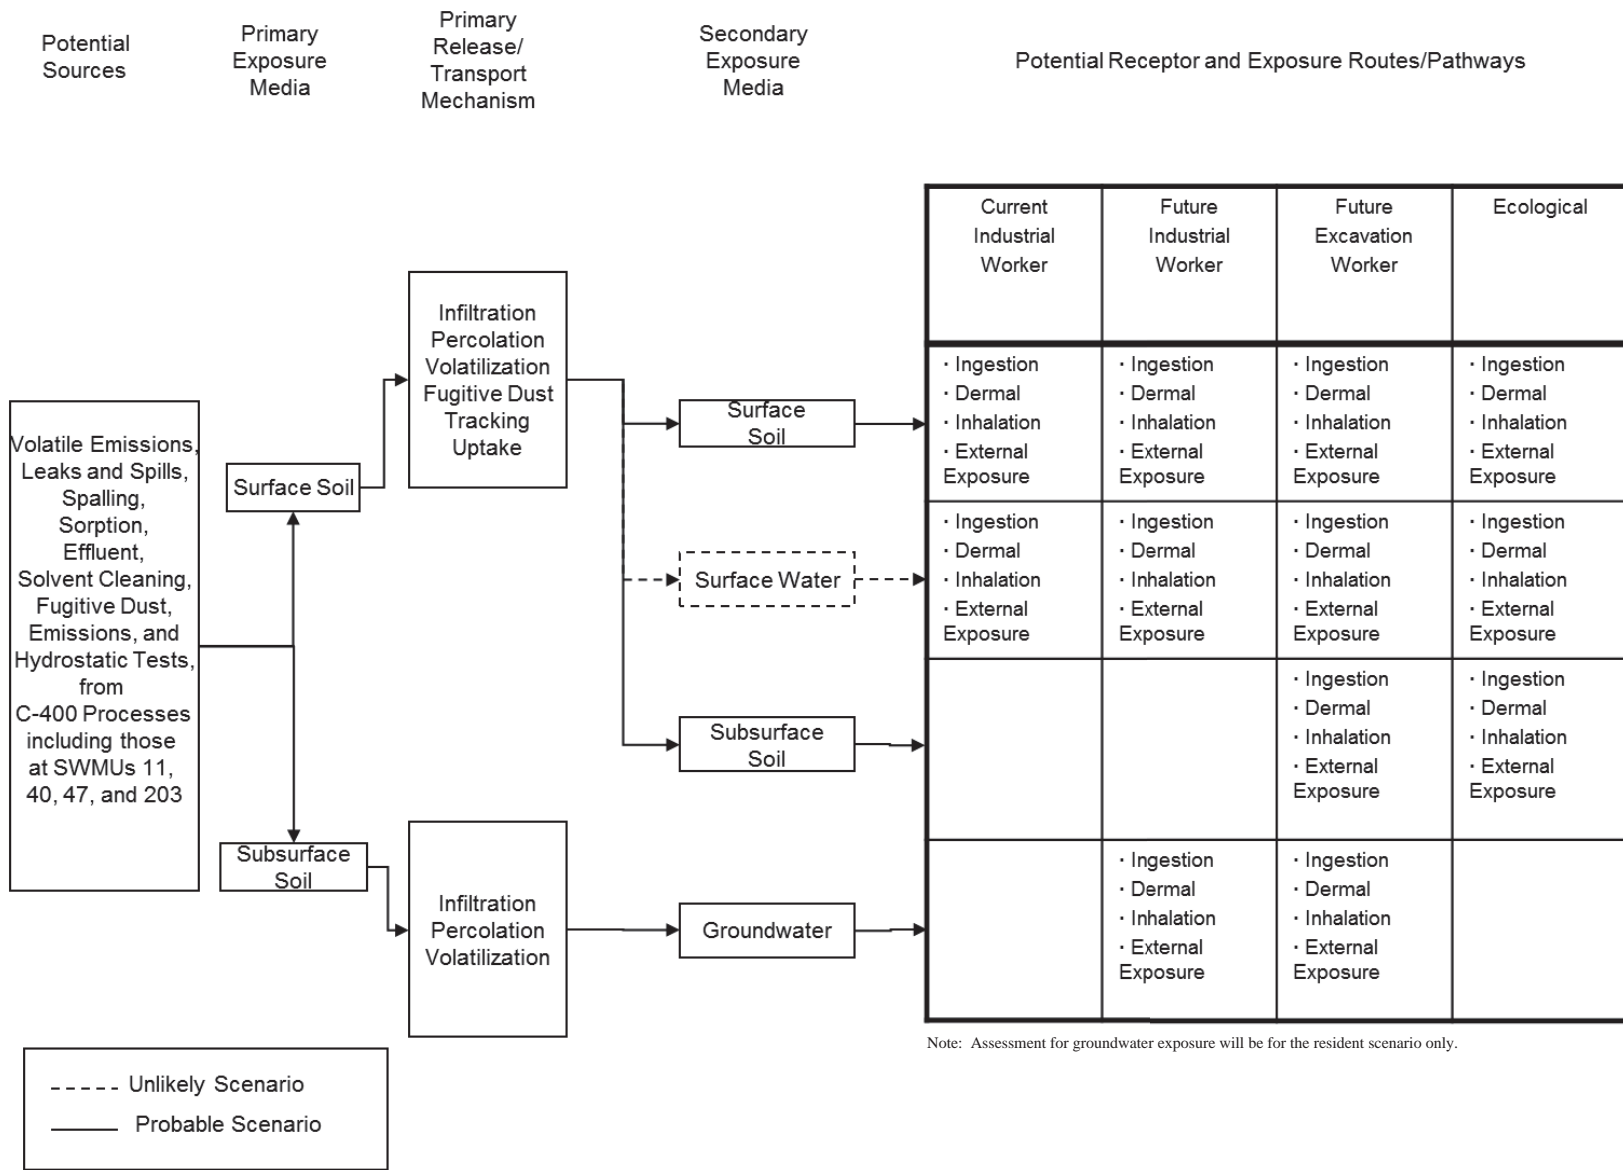 Potential
Sources
Primary
Exposure
Media
Primary
Release/
Transport
Mechanism
Secondary
Exposure
Media
Potential Receptor and Exposure Routes/Pathways
Volatile Emissions,
Leaks and Spills,
Spalling,
Sorption,
Effluent,
Solvent Cleaning,
Fugitive Dust,
Emissions, and
Hydrostatic Tests,
from
C-400 Processes
including those
at SWMUs 11,
40, 47, and 203
Surface Soil
Subsurface
Soil
Infiltration
Percolation
Volatilization
Fugitive Dust
Tracking
Uptake
Infiltration
Percolation
Volatilization
Surface
Soil
Surface Water
Subsurface
Soil
Groundwater
Current
Industrial
Worker
Future
Industrial
Worker
Future
Excavation
Worker
Ecological
· Ingestion
· Dermal
· Inhalation
· External
Exposure
· Ingestion
· Dermal
· Inhalation
· External
Exposure
· Ingestion
· Dermal
· Inhalation
· External
Exposure
· Ingestion
· Dermal
· Inhalation
· External
Exposure
· Ingestion
· Dermal
· Inhalation
· External
Exposure
· Ingestion
· Dermal
· Inhalation
· External
Exposure
· Ingestion
· Dermal
· Inhalation
· External
Exposure
· Ingestion
· Dermal
· Inhalation
· External
Exposure
· Ingestion
· Dermal
· Inhalation
· External
Exposure
· Ingestion
· Dermal
· Inhalation
· External
Exposure
· Ingestion
· Dermal
· Inhalation
· External
Exposure
· Ingestion
· Dermal
· Inhalation
· External
Exposure
Note: Assessment for groundwater exposure will be for the resident scenario only.
Unlikely Scenario
Probable Scenario